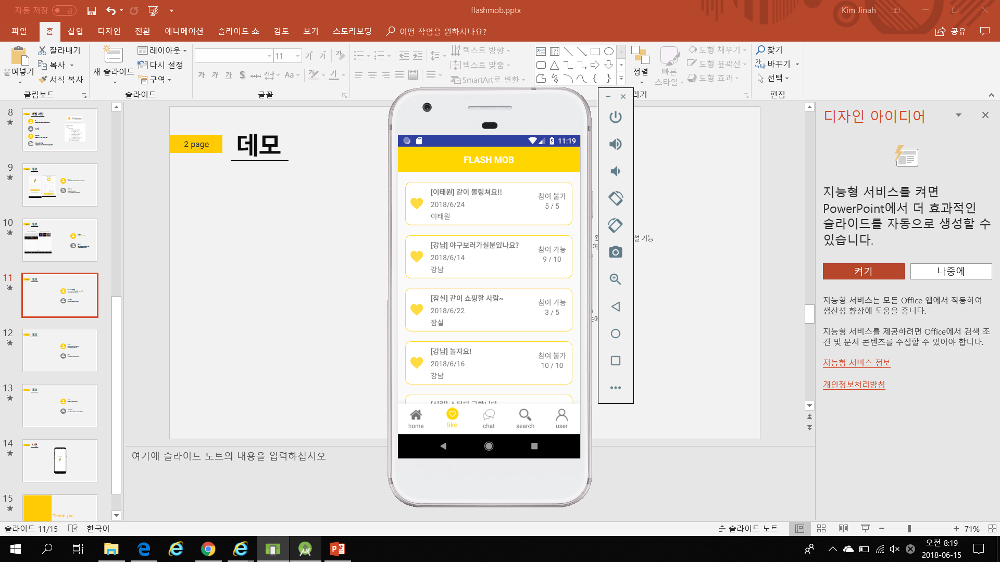 자동 저장 끔
flashmob.pptx
Kim Jinah
파일 홈 삽입 디자인 전환 애니메이션 슬라이드 쇼 검토 보기 스토리보딩 어떤 작업을 원하시나요? 공유
붙여넣기
잘라내기
복사
서식 복사
클립보드
새 슬라이드
레이아웃
다시 설정
구역
슬라이드
11
글꼴
텍스트 방향
텍스트 맞춤
SmartArt로 변환
정렬
빠른
스타일
도형 채우기
도형 윤곽선
도형 효과
리기
찾기
바꾸기
선택
편집
8
개발 과정
9
데모
10
데모
11
데모
12
데모
13
데모
14
시연
15
Thank you
2 page
데모
설 가능
11:19
FLASH MOB
[이태원] 같이 볼링쳐요!!
2018/6/24
이태원
참여 불가
5 / 5
[강남] 야구보러가실분있나요?
2018/6/14
강남
참여 가능
9 / 10
[잠실] 같이 쇼핑할 사람~
2018/6/22
잠실
참여 가능
3 / 5
[강남] 놀자요!
2018/6/16
강남
참여 불가
10 / 10
home like chat search user
여기에 슬라이드 노트의 내용을 입력하십시오
디자인 아이디어
지능형 서비스를 켜면
PowerPoint에서 더 효과적인
슬라이드를 자동으로 생성할 수
있습니다.
켜기 나중에
지능형 서비스는 모든 Office 앱에서 작동하여
생산성 향상에 도움을 줍니다.
지능형 서비스를 제공하려면 Office에서 검색 조
건 및 문서 콘텐츠를 수집할 수 있어야 합니다.
지능형 서비스 정보
개인정보처리방침
슬라이드 11/15 한국어
슬라이드 노트
71%
오전 8:19
2018-06-15